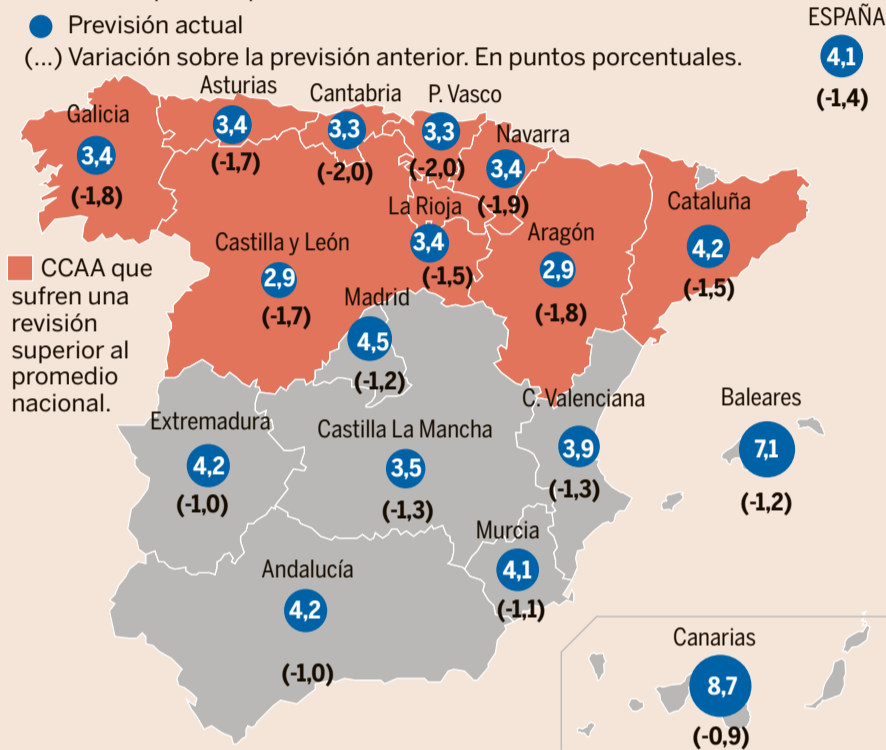 Previsión actual
(...) Variación sobre la previsión anterior. En puntos porcentuales.
ESPAÑA
4,1
(-1,4)
Galicia
3,4
(-1,8)
Asturias
3,4
(-1,7)
Cantabria
3,3
(-2,0)
P. Vasco
3,3
(-2,0)
Navarra
3,4
(-1,9)
La Rioja
3,4
(-1,5)
Aragón
2,9
(-1,8)
Cataluña
4,2
(-1,5)
Castilla y León
2,9
(-1,7)
CCAA que
sufren una
revisión
superior al
promedio
nacional.
Madrid
4,5
(-1,2)
Extremadura
4,2
(-1,0)
Castilla La Mancha
3,5
(-1,3)
C. Valenciana
3,9
(-1,3)
Baleares
7,1
(-1,2)
Murcia
4,1
(-1,1)
Andalucía
4,2
(-1,0)
Canarias
8,7
(-0,9)